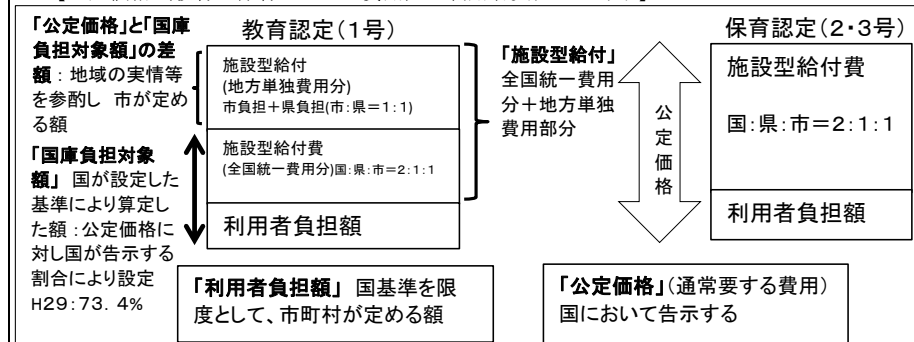 「公定価格」と「国庫
負担対象額」の差
額：地域の実情等
を参酌し　市が定め
る額
「国庫負担対象
額」 国が設定した
基準により算定し
た額：公定価格に
対し国が告示する
割合により設定
H29：73．4％
教育認定（1号）
施設型給付
(地方単独費用分)
市負担＋県負担(市：県＝1：1)
施設型給付費
(全国統一費用分)国：県：市＝2：1：1
利用者負担額
「施設型給付」
全国統一費用
分＋地方単独
費用部分
公
定
価
格
保育認定（2・3号）
施設型給付費
国：県：市＝2：1：1
利用者負担額
「利用者負担額」 国基準を限
度として、市町村が定める額
「公定価格」（通常要する費用）
国において告示する